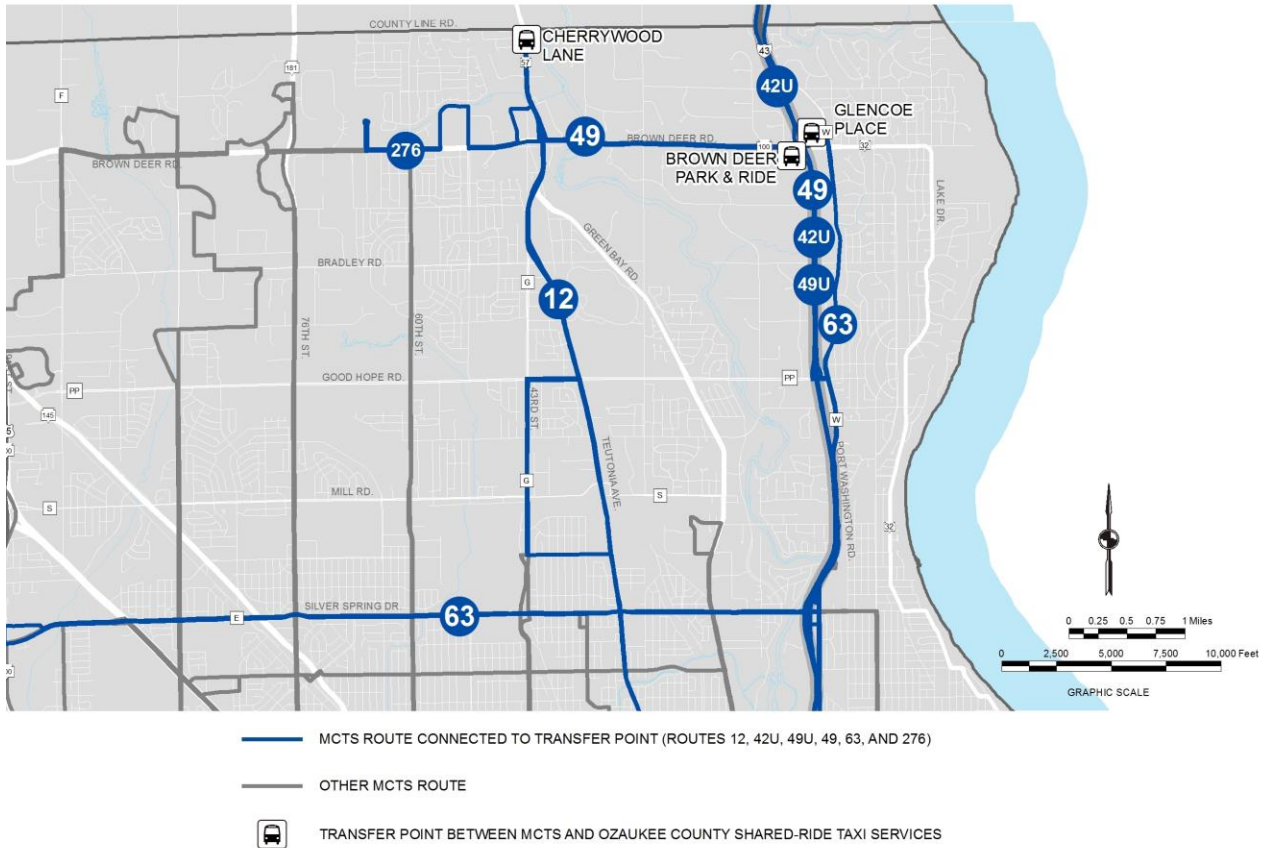 COUNTY LINE RD.
CHERRYWOOD
LANE
57
43
181
F
42U
GLENCOE
PLACE
W
276
49
BROWN DEER RD.
100
32
BROWN DEER RD.
BROWN DEER
PARK & RIDE
49
LAKE DR.
42U
GREEN BAY RD.
BRADLEY RD.
G
49U
12
63
76TH ST.
60TH ST.
GOOD HOPE RD.
PP
PP
43RD ST.
145
W
TEUTONIA AVE.
PORT WASHINGTON RD.
G
MILL RD.
S
S
32
SILVER SPRING DR.
E
63
0 0.25 0.5 0.75 1 Miles
0 2,500 5,000 7,500 10,000 Feet
GRAPHIC SCALE
MCTS ROUTE CONNECTED TO TRANSFER POINT (ROUTES 12, 42U, 49U, 49, 63, AND 276)
OTHER MCTS ROUTE
TRANSFER POINT BETWEEN MCTS AND OZAUKEE COUNTY SHARED-RIDE TAXI SERVICES